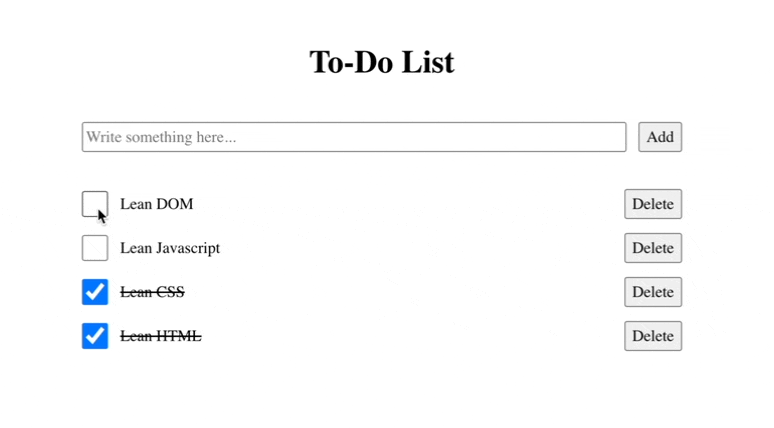 To-Do List
Write something here... Add
Lean DOM Delete
Lean Javascript Delete
Lean CSS Delete
Lean HTML Delete